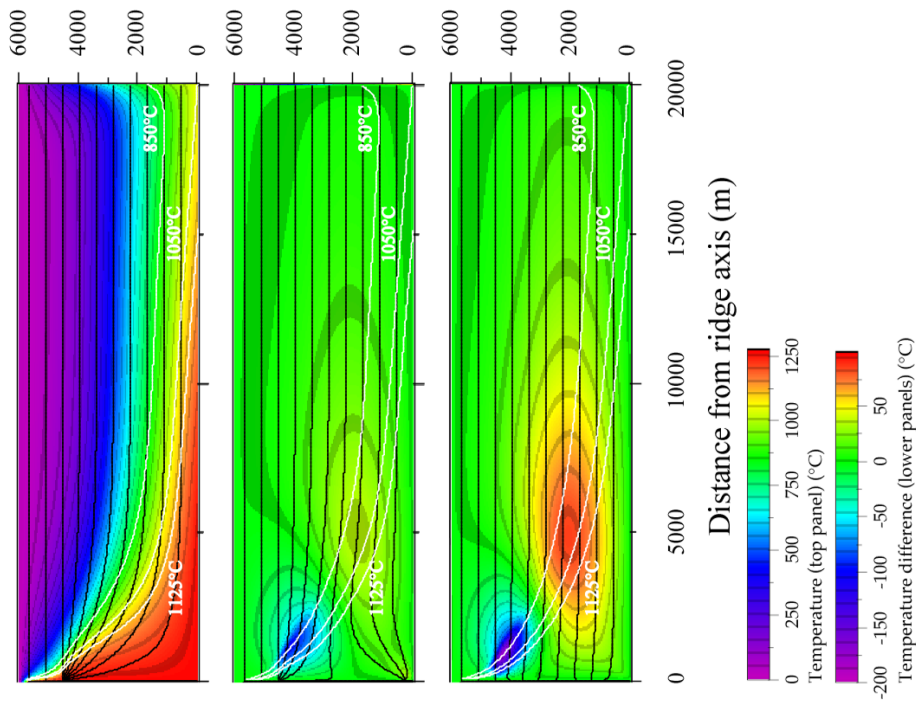 6000
4000
2000
0
850°C
1050°C
1125°C
6000
4000
2000
0
850°C
1050°C
1125°C
6000
4000
2000
0
850°C
1050°C
1125°C
0 5000 10000 15000 20000
Distance from ridge axis (m)
0 250 500 750 1000 1250
Temperature (top panel) (°C)
-200 -150 -100 -50 0 50
Temperature difference (lower panels) (°C)